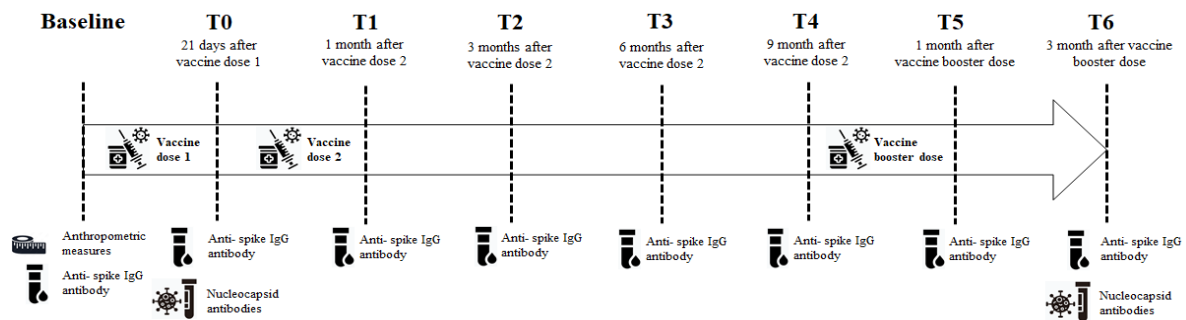 Baseline
T0
T1
T2
T3
T4
T5
T6
21 days after
vaccine dose 1
1 month after
vaccine dose 2
3 months after
vaccine dose 2
6 months after
vaccine dose 2
9 month after
vaccine dose 2
1 month after
vaccine booster dose
3 month after vaccine
booster dose
Vaccine
dose 1
Vaccine
dose 2
Vaccine
booster dose
Anthropometric
measures
Anti- spike IgG
antibody
Anti- spike IgG
antibody
Nucleocapsid
antibodies
Anti- spike IgG
antibody
Anti- spike IgG
antibody
Anti- spike IgG
antibody
Anti- spike IgG
antibody
Anti- spike IgG
antibody
Anti- spike IgG
antibody
Nucleocapsid
antibodies